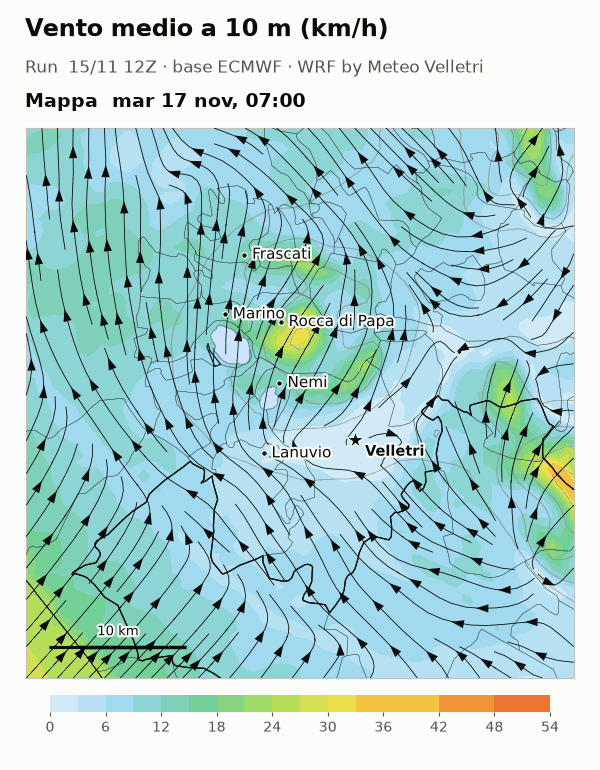 Vento medio a 10 m (km/h)
Run  15/11 12Z · base ECMWF · WRF by Meteo Velletri
Mappa  mar 17 nov, 07:00
Frascati
Marino
Rocca di Papa
Nemi
Velletri
Lanuvio
10 km
0 6 12 18 24 30 36 42 48 54